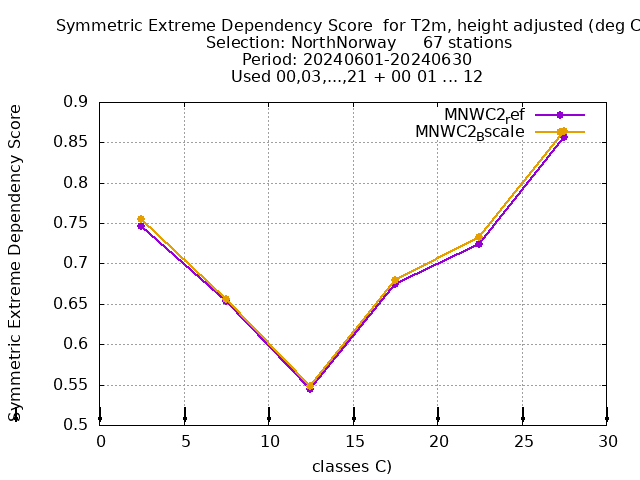 Symmetric Extreme Dependency Score for T2m, height adjusted (deg C
Selection: NorthNorway 67 stations
Period: 20240601-20240630
Used 00,03,...,21 + 00 01 ... 12
Symmetric Extreme Dependency Score
0.9
0.85
0.8
0.75
0.7
0.65
0.6
0.55
0.5
MNWC2ref
MNWC2Bscale
0 5 10 15 20 25 30
classes C)